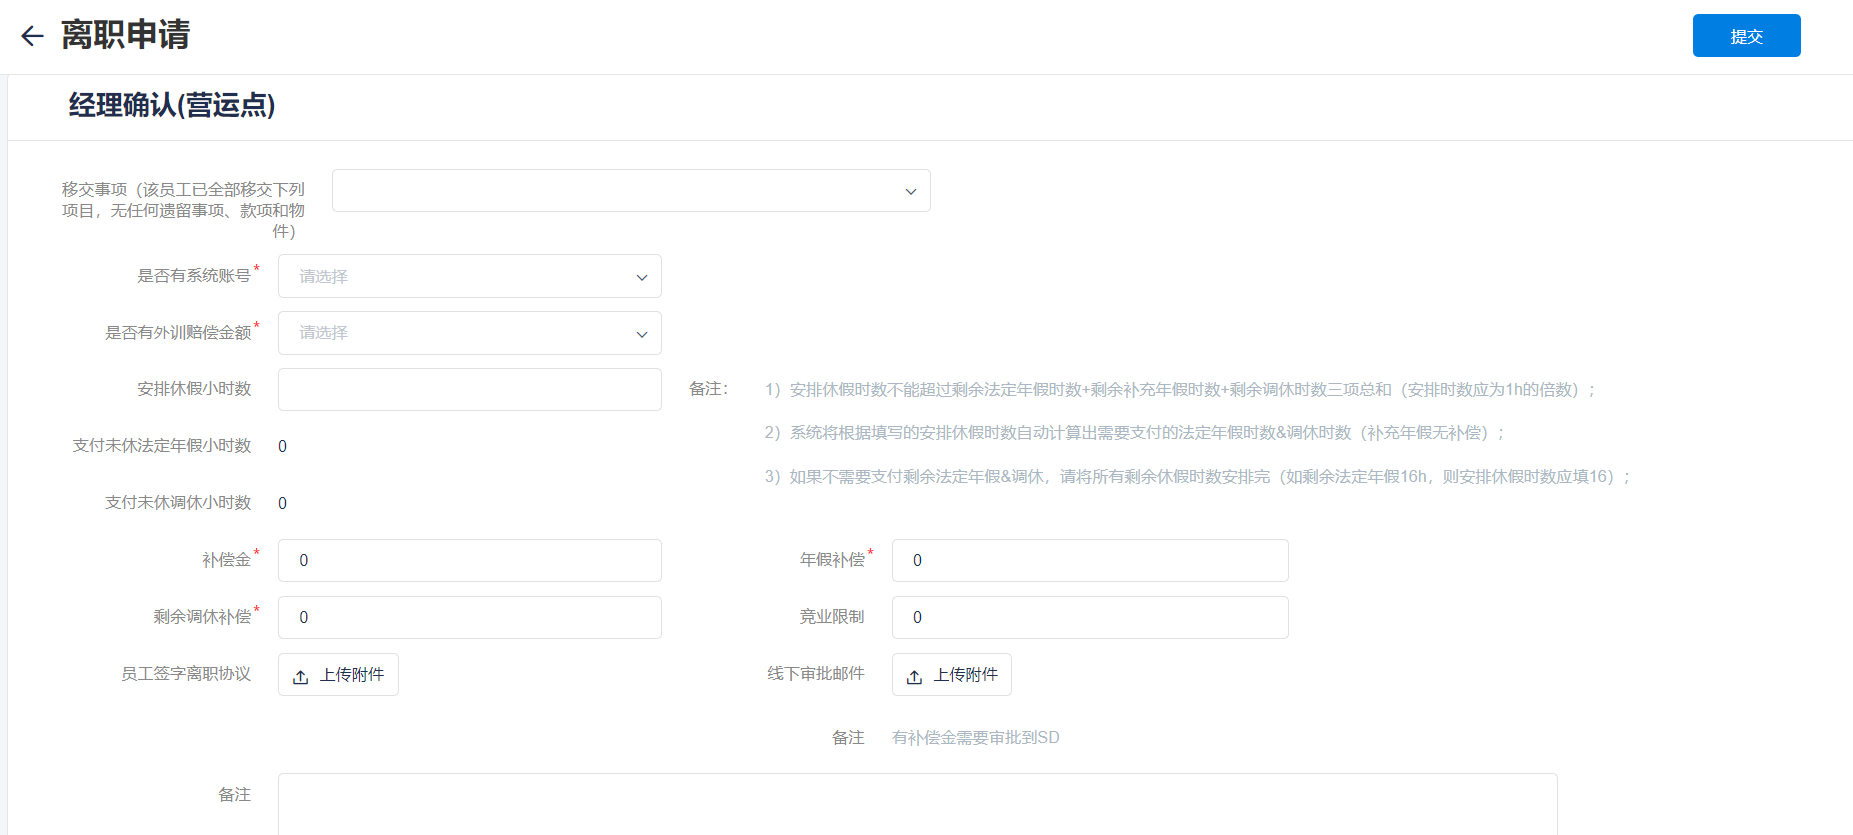 离职申请
提交
经理确认(营运点)
移交事项（该员工已全部移交下列
项目，无任何遗留事项、款项和物
件）
是否有系统账号*
请选择
是否有外训赔偿金额*
请选择
安排休假小时数
备注：
1）安排休假时数不能超过剩余法定年假时数+剩余补充年假时数+剩余调休时数三项总和（安排时数应为1h的倍数）；
2）系统将根据填写的安排休假时数自动计算出需要支付的法定年假时数&调休时数（补充年假无补偿）；
3）如果不需要支付剩余法定年假&调休，请将所有剩余休假时数安排完（如剩余法定年假16h，则安排休假时数应填16）；
支付未休法定年假小时数 0
支付未休调休小时数 0
补偿金* 0
年假补偿* 0
剩余调休补偿* 0
竞业限制 0
员工签字离职协议 上传附件
线下审批邮件 上传附件
备注 有补偿金需要审批到SD
备注